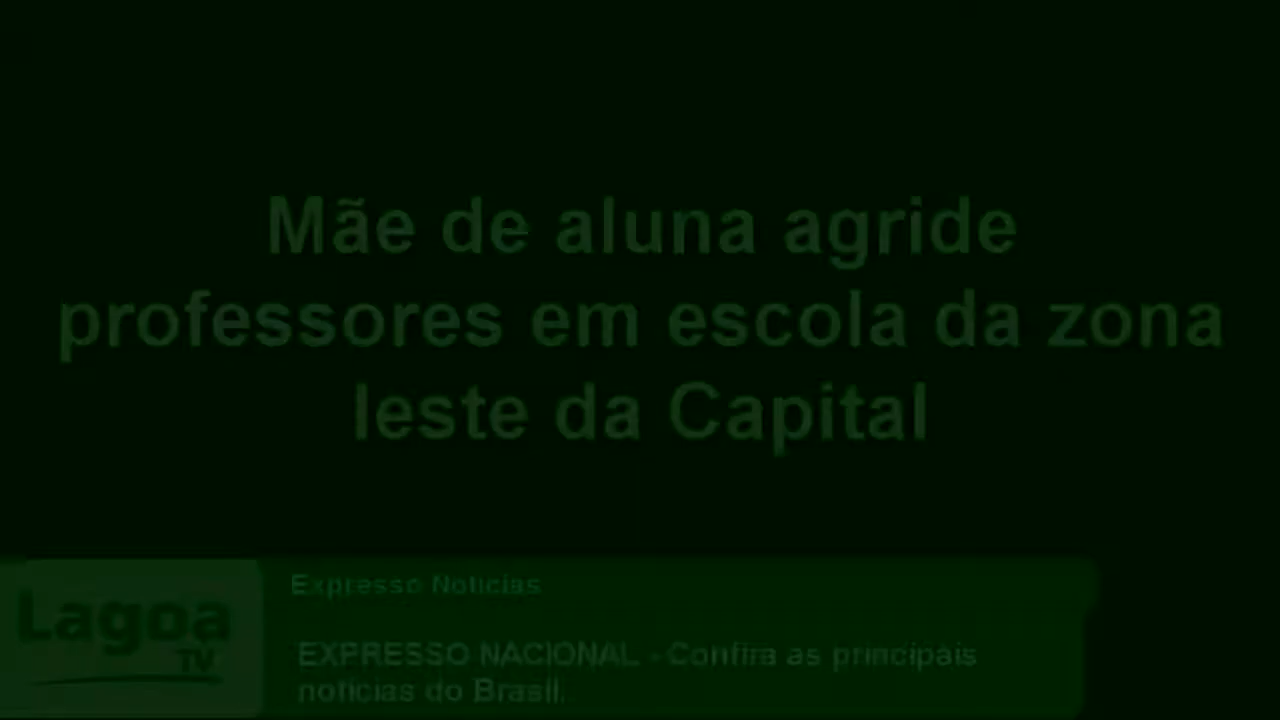 Mãe de aluna agride
professores em escola da zona
leste da Capital
Lagoa
TV
Expresso Notícias
EXPRESSO NACIONAL - Confira as principais
notícias do Brasil.